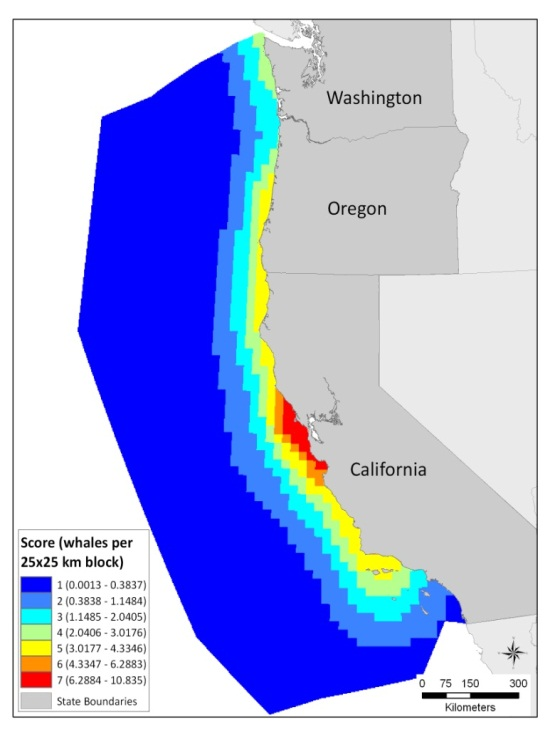 Washington
Oregon
California
Score (whales per
25x25 km block)
1 (0.0013 - 0.3837)
2 (0.3838 - 1.1484)
3 (1.1485 - 2.0405)
4 (2.0406 - 3.0176)
5 (3.0177 - 4.3346)
6 (4.3347 - 6.2883)
7 (6.2884 - 10.835)
State Boundaries
0 75 150 300
Kilometers